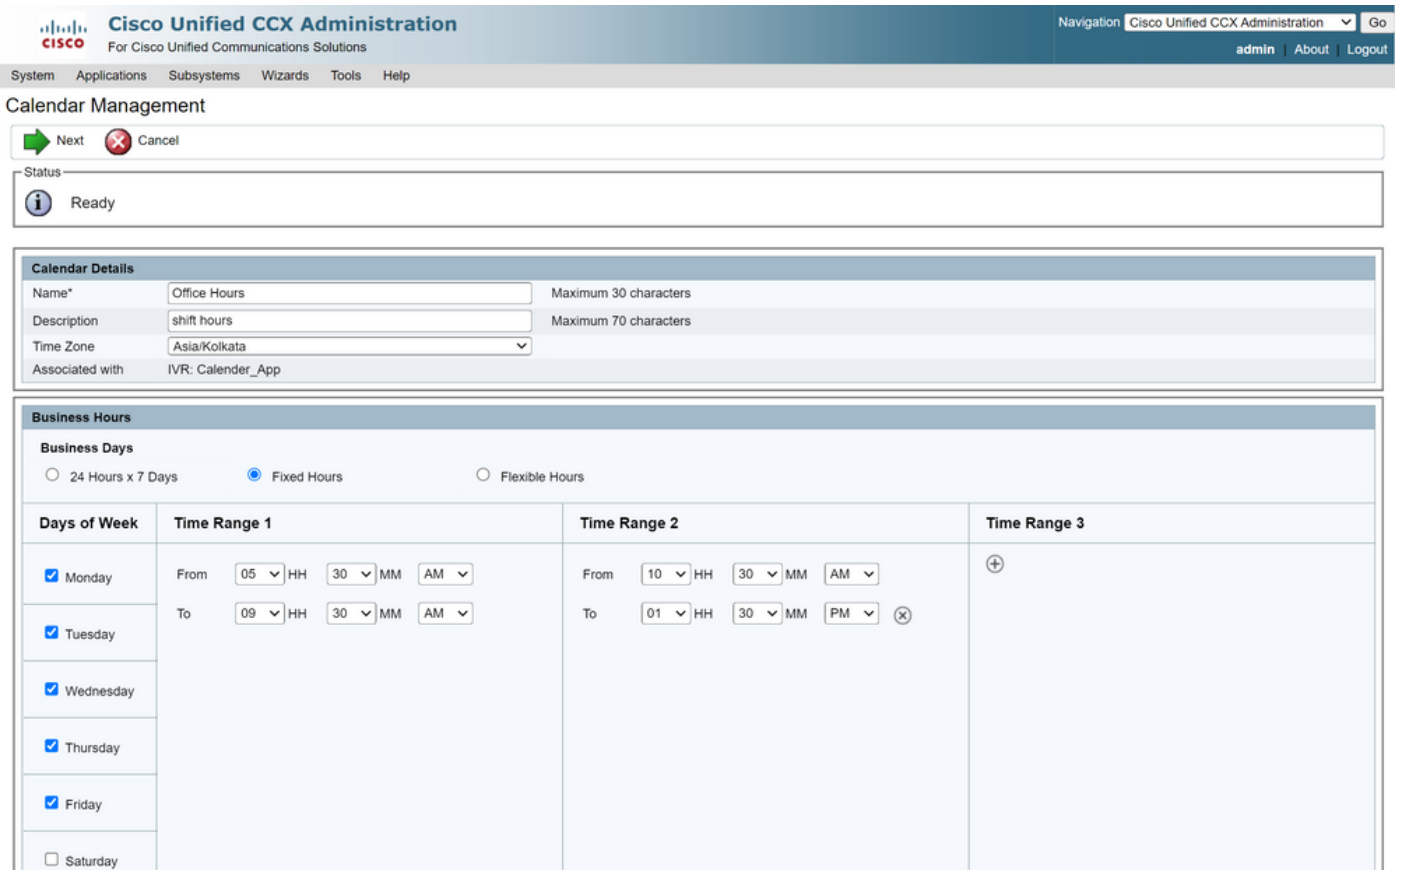 Cisco Unified CCX Administration
For Cisco Unified Communications Solutions
CISCO
Navigation Cisco Unified CCX Administration Go
admin About Logout
System Applications Subsystems Wizards Tools Help
Calendar Management
Next Cancel
Status
i Ready
Calendar Details
Name* Office Hours Maximum 30 characters
Description shift hours Maximum 70 characters
Time Zone Asia/Kolkata
Associated with IVR: Calender_App
Business Hours
Business Days
24 Hours x 7 Days Fixed Hours Flexible Hours
Days of Week Time Range 1 Time Range 2 Time Range 3
Monday From 05 HH 30 MM AM From 10 HH 30 MM AM
To 09 HH 30 MM AM To 01 HH 30 MM PM
Tuesday
Wednesday
Thursday
Friday
Saturday